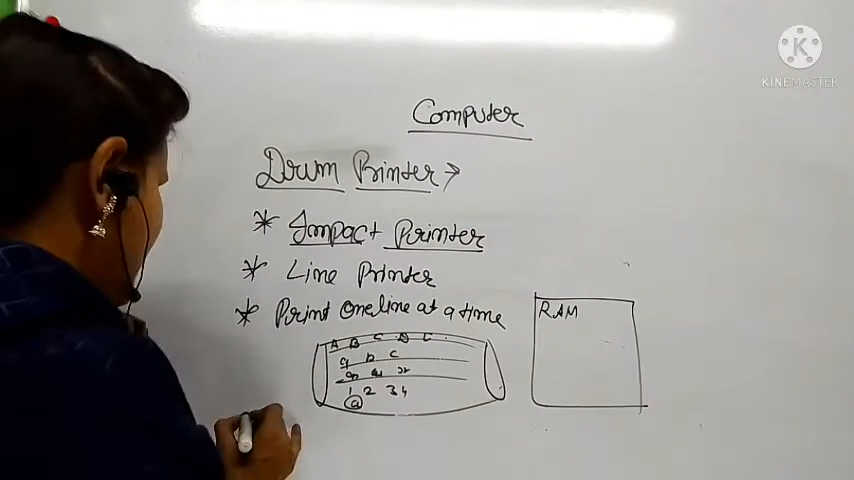 KINEMASTER
Computer
Drum Printer →
* Impact Printer
* Line Printer
* Print one line at a time
RAM
A B C D C
a b c
1 2 3 4
a